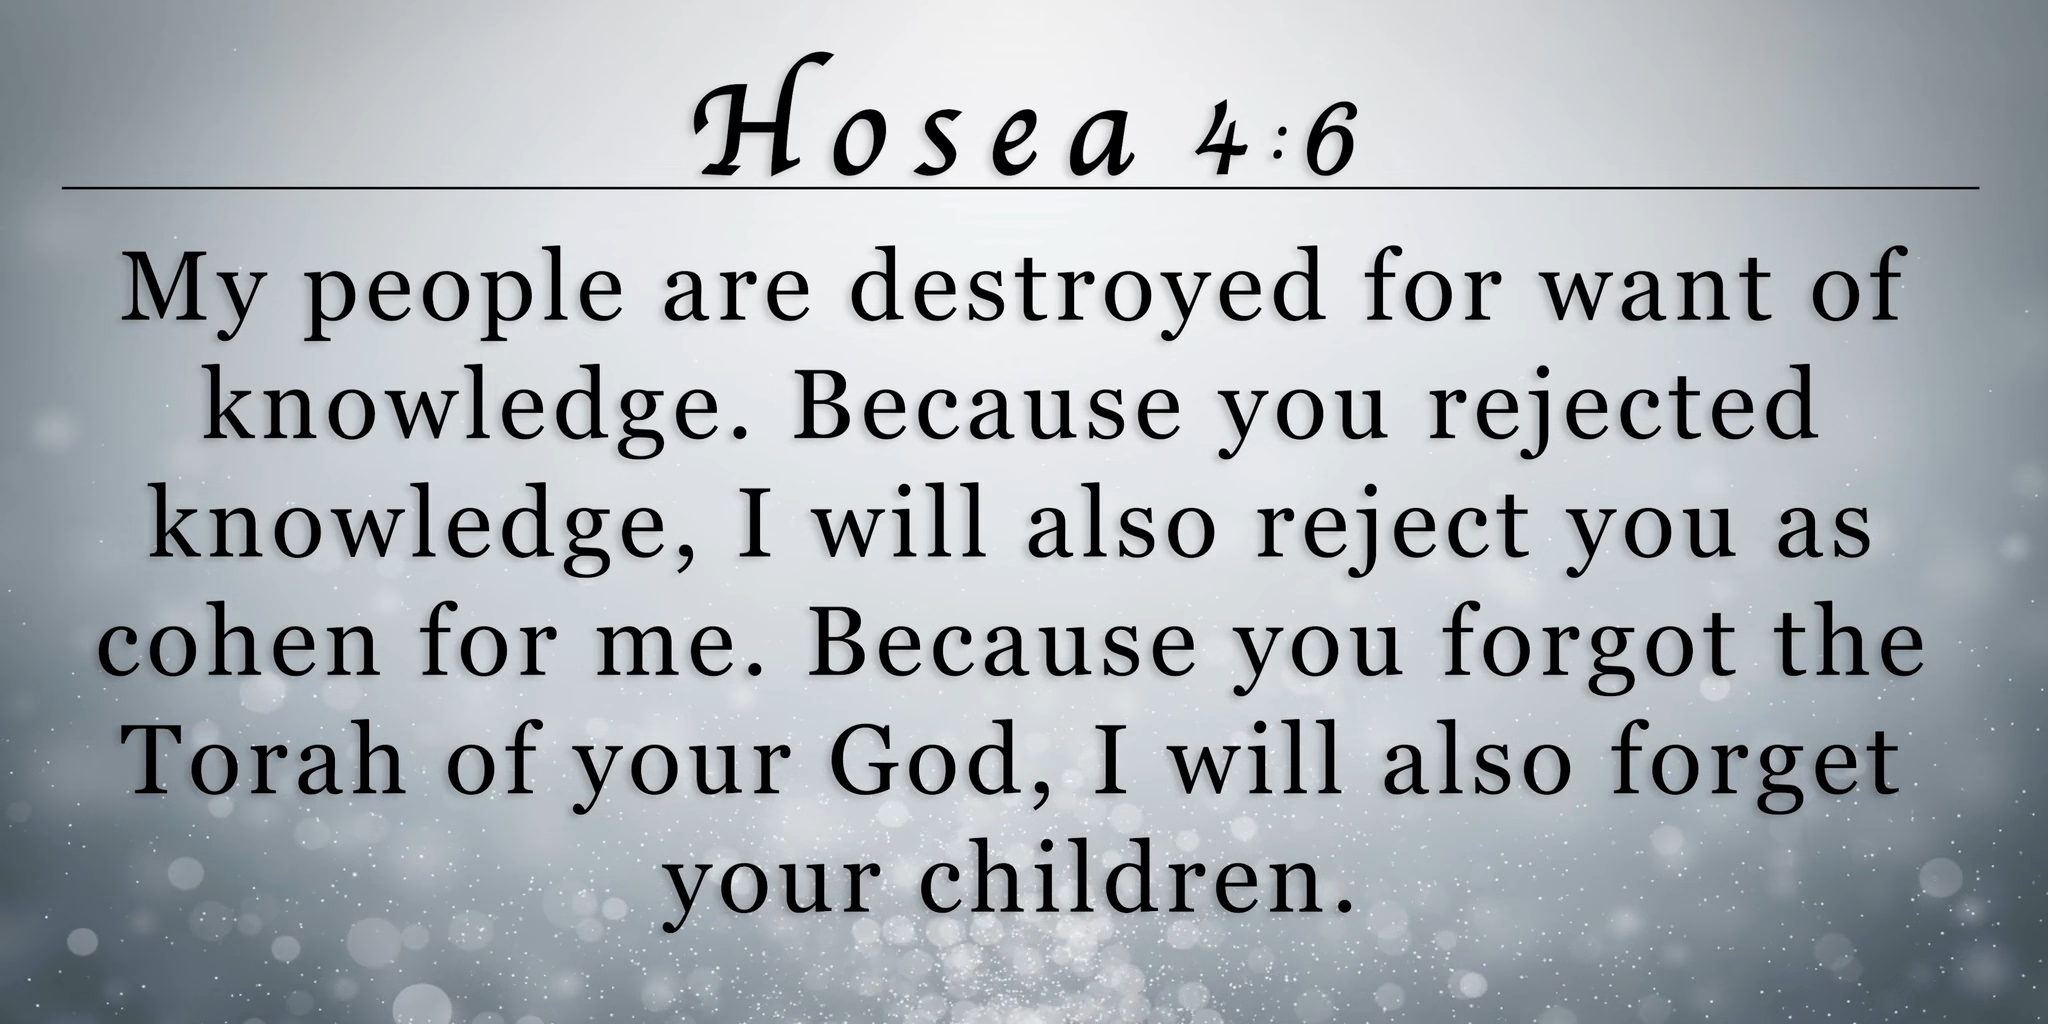 Hosea 4:6
My people are destroyed for want of
knowledge. Because you rejected
knowledge, I will also reject you as
cohen for me. Because you forgot the
Torah of your God, I will also forget
your children.